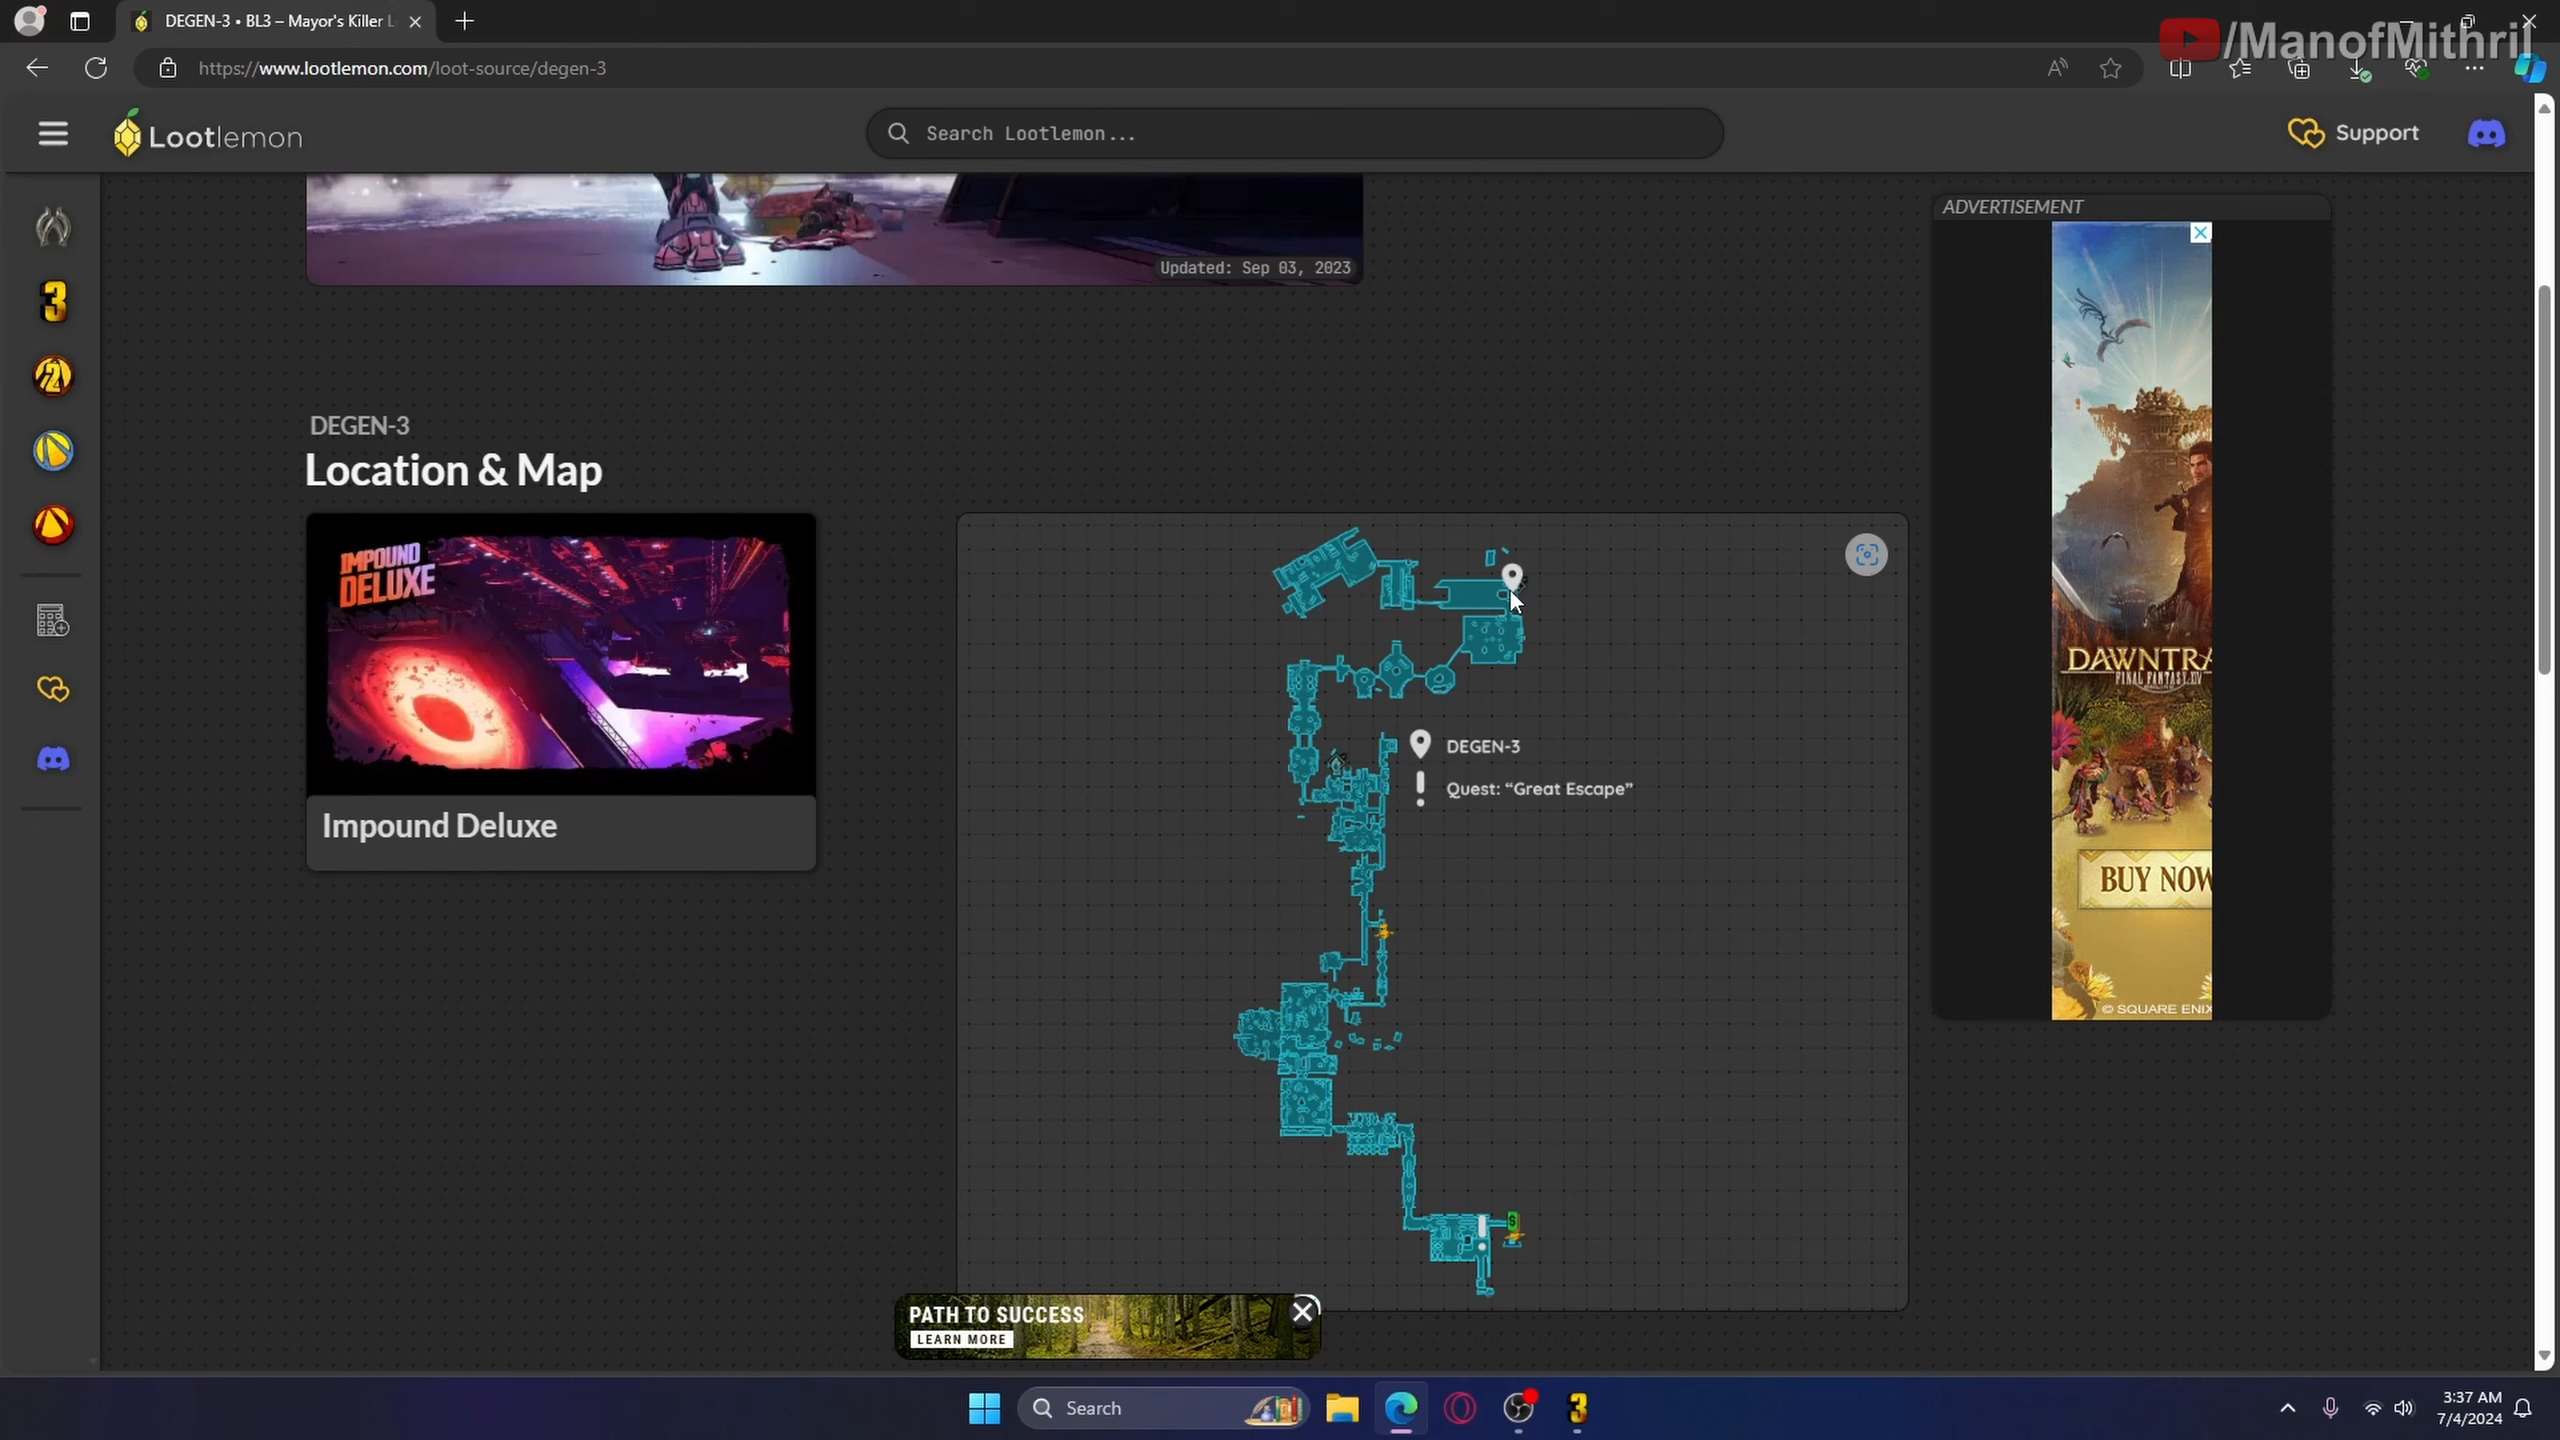 DEGEN-3 • BL3 – Mayor's Killer L
/ManofMithril
https://www.lootlemon.com/loot-source/degen-3
Lootlemon
Search Lootlemon...
Support
Updated: Sep 03, 2023
ADVERTISEMENT
DEGEN-3
Location & Map
IMPOUND
DELUXE
Impound Deluxe
DEGEN-3
Quest: “Great Escape”
DAWNTRA
FINAL FANTASY XIV
BUY NOW
© SQUARE ENIX
PATH TO SUCCESS
LEARN MORE
Search
3:37 AM
7/4/2024